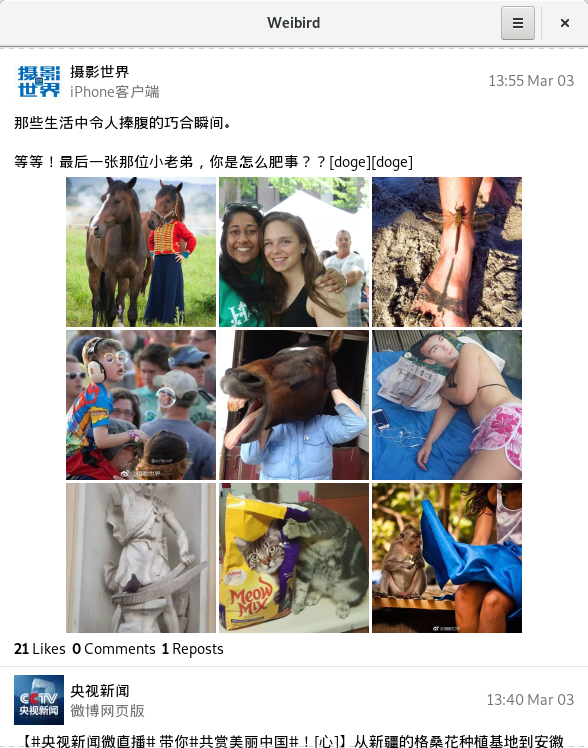 Weibird
摄影世界
摄影世界
13:55 Mar 03
iPhone客户端
那些生活中令人捧腹的巧合瞬间。
等等！最后一张那位小老弟，你是怎么肥事？？[doge][doge]
@摄影世界
Meow
Mix
21 Likes 0 Comments 1 Reposts
CCTV
央视新闻
央视新闻
13:40 Mar 03
微博网页版
【#央视新闻微直播# 带你#共赏美丽中国#！[心]】从新疆的格桑花种植基地到安徽